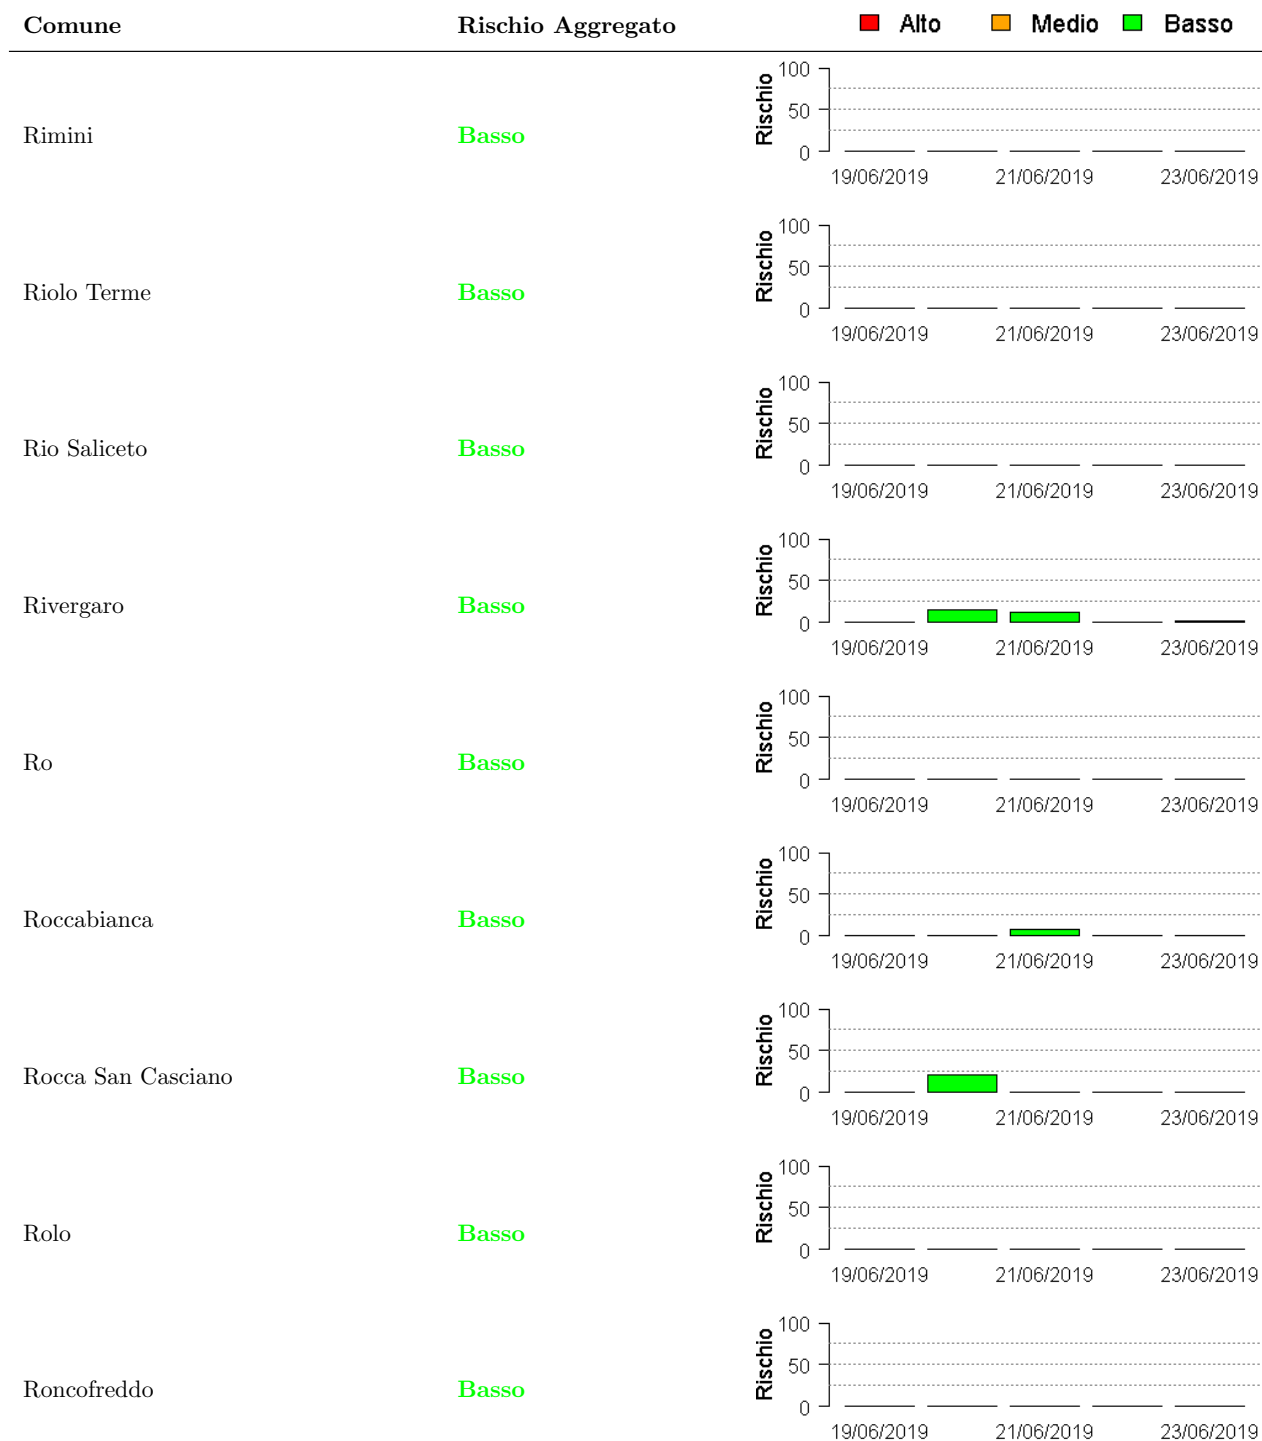 Comune Rischio Aggregato Alto Medio Basso
Rimini Basso Rischio 100 50 0
19/06/2019 21/06/2019 23/06/2019
Riolo Terme Basso Rischio 100 50 0
19/06/2019 21/06/2019 23/06/2019
Rio Saliceto Basso Rischio 100 50 0
19/06/2019 21/06/2019 23/06/2019
Rivergaro Basso Rischio 100 50 0
19/06/2019 21/06/2019 23/06/2019
Ro Basso Rischio 100 50 0
19/06/2019 21/06/2019 23/06/2019
Roccabianca Basso Rischio 100 50 0
19/06/2019 21/06/2019 23/06/2019
Rocca San Casciano Basso Rischio 100 50 0
19/06/2019 21/06/2019 23/06/2019
Rolo Basso Rischio 100 50 0
19/06/2019 21/06/2019 23/06/2019
Roncofreddo Basso Rischio 100 50 0
19/06/2019 21/06/2019 23/06/2019